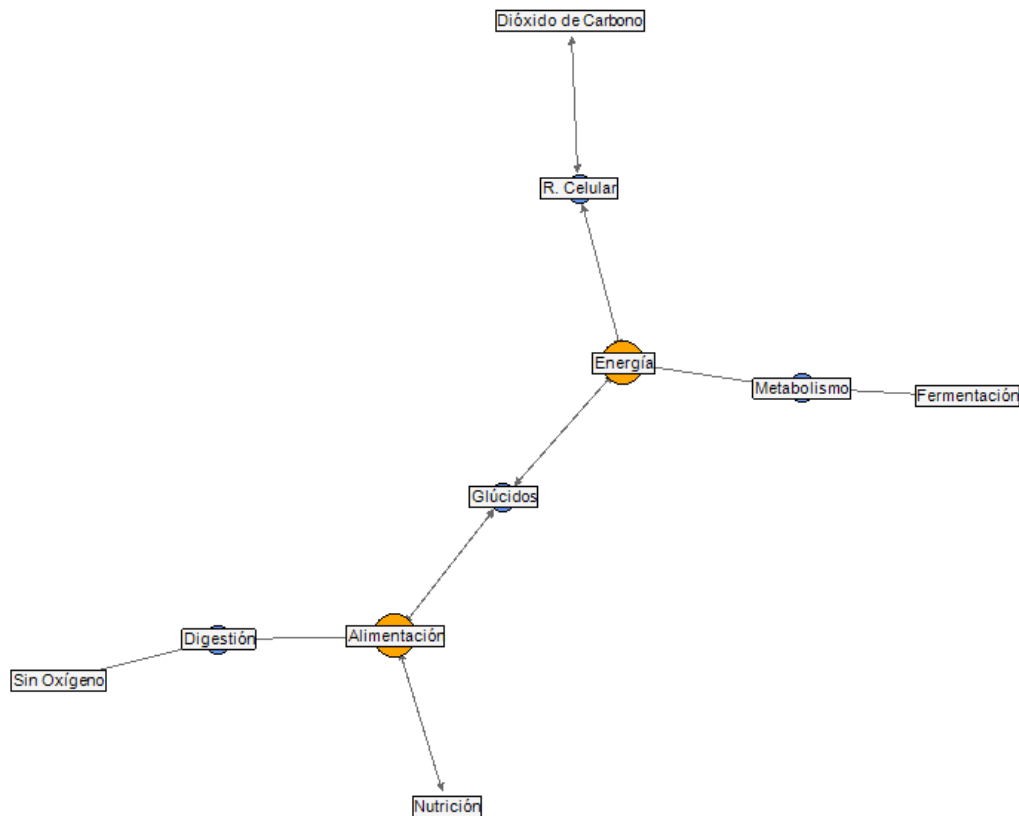 Dióxido de Carbono
R. Celular
Energía
Metabolismo
Fermentación
Glúcidos
Digestión
Alimentación
Sin Oxígeno
Nutrición